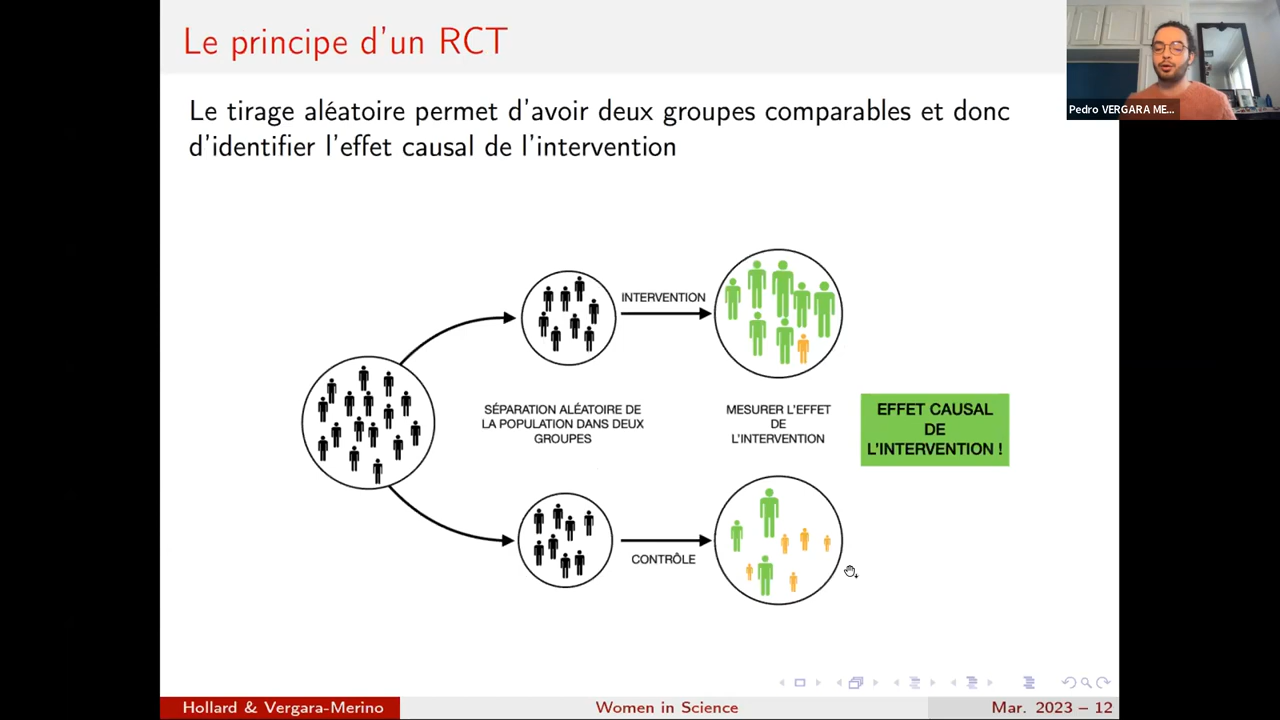 Le principe d'un RCT
Pedro VERGARA ME...
Le tirage aléatoire permet d'avoir deux groupes comparables et donc
d'identifier l'effet causal de l'intervention
INTERVENTION
SÉPARATION ALÉATOIRE DE
LA POPULATION DANS DEUX
GROUPES
MESURER L'EFFET
DE
L'INTERVENTION
EFFET CAUSAL
DE
L'INTERVENTION !
CONTRÔLE
Hollard & Vergara-Merino
Women in Science
Mar. 2023 – 12